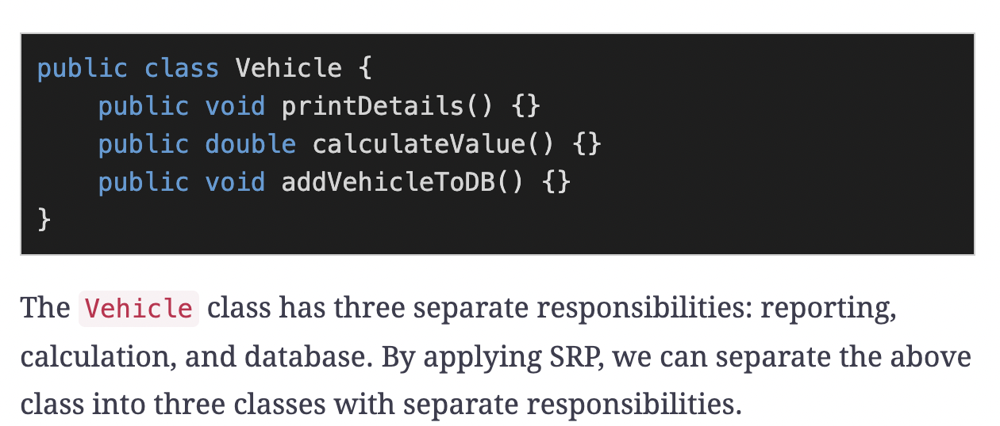 public class Vehicle {
    public void printDetails() {}
    public double calculateValue() {}
    public void addVehicleToDB() {}
}
The Vehicle class has three separate responsibilities: reporting,
calculation, and database. By applying SRP, we can separate the above
class into three classes with separate responsibilities.